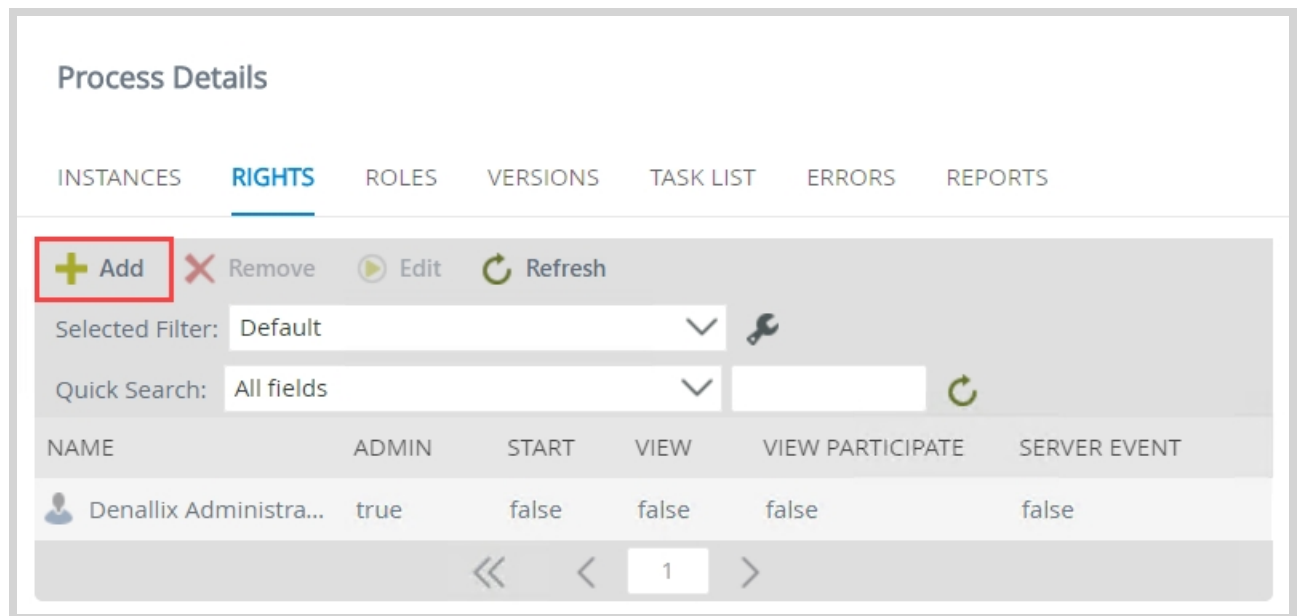 Process Details
INSTANCES RIGHTS ROLES VERSIONS TASK LIST ERRORS REPORTS
Add Remove Edit Refresh
Selected Filter: Default
Quick Search: All fields
NAME ADMIN START VIEW VIEW PARTICIPATE SERVER EVENT
Denallix Administra... true false false false false
1